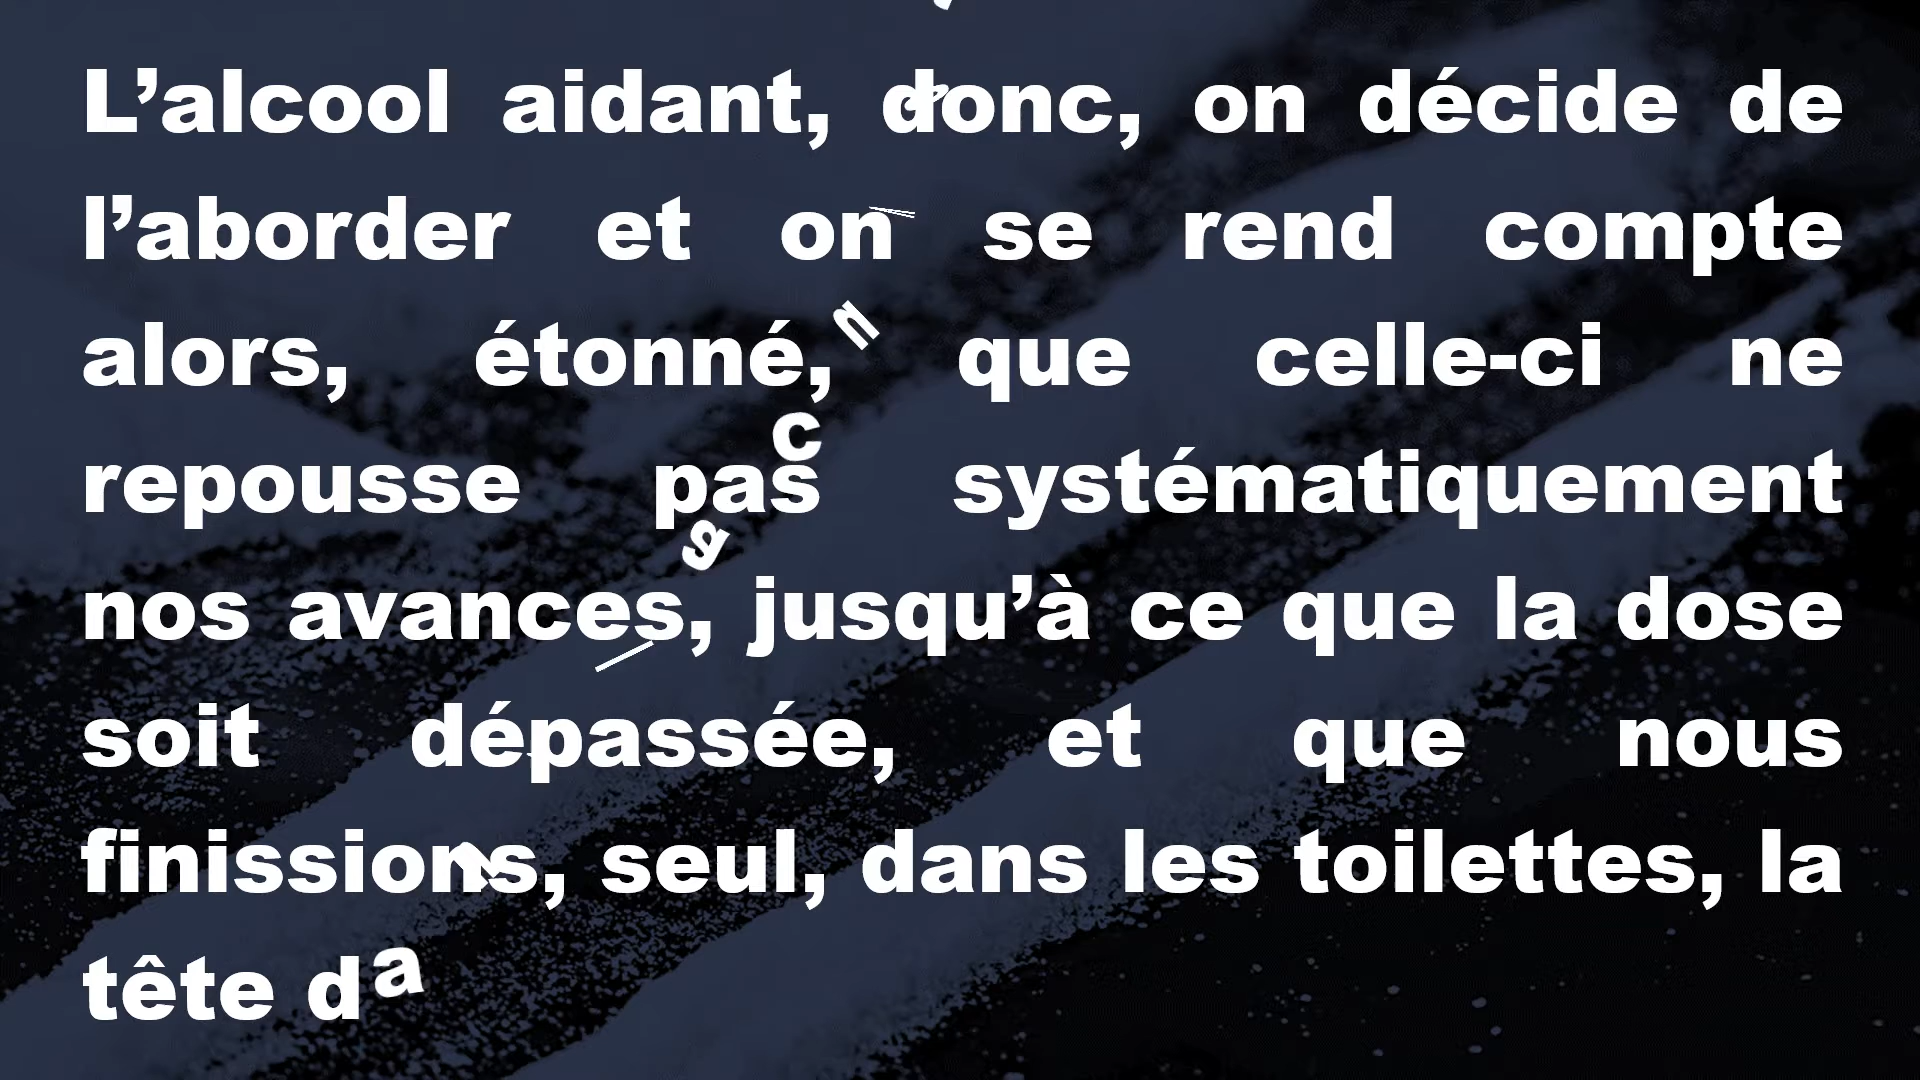 L’alcool aidant, donc, on décide de
l’aborder et on se rend compte
alors, étonné, que celle-ci ne
repousse pas systématiquement
nos avances, jusqu’à ce que la dose
soit dépassée, et que nous
finissions, seul, dans les toilettes, la
tête da